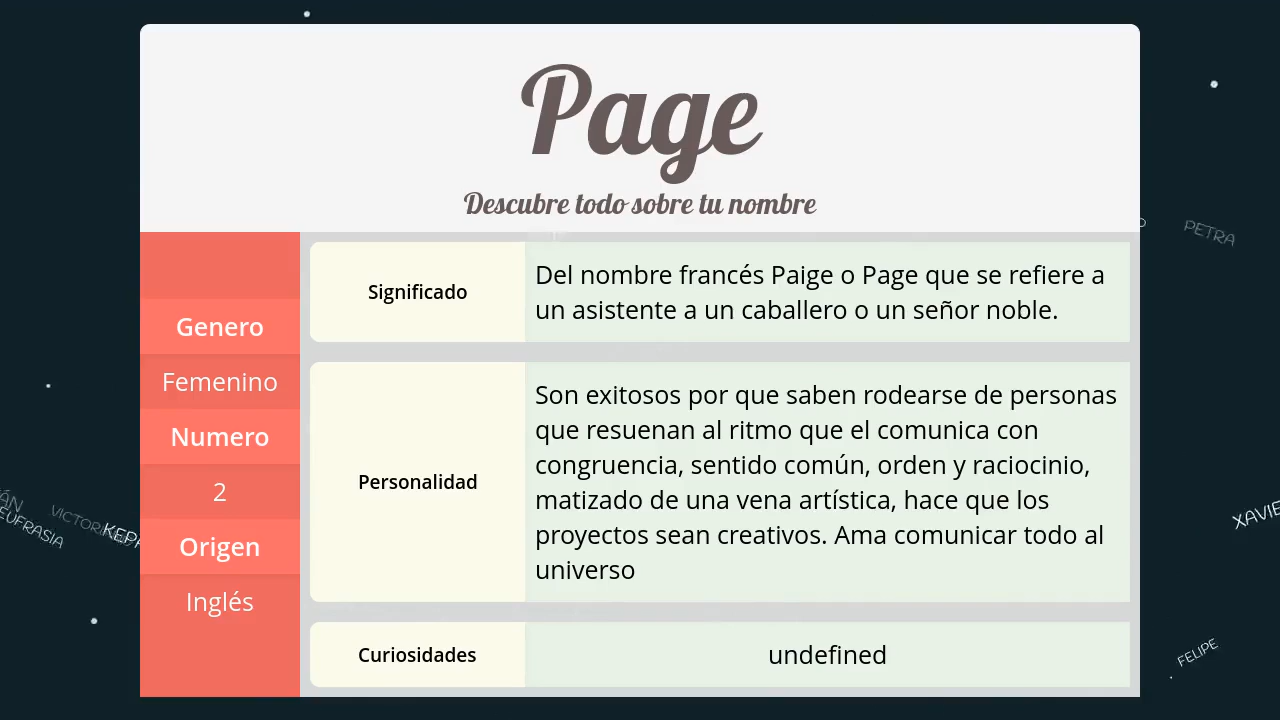 Page
Descubre todo sobre tu nombre
Genero
Femenino
Numero
2
Origen
Inglés
Significado
Del nombre francés Paige o Page que se refiere a
un asistente a un caballero o un señor noble.
Personalidad
Son exitosos por que saben rodearse de personas
que resuenan al ritmo que el comunica con
congruencia, sentido común, orden y raciocinio,
matizado de una vena artística, hace que los
proyectos sean creativos. Ama comunicar todo al
universo
Curiosidades
undefined
PETRA
EUFRASIA
FELIPE